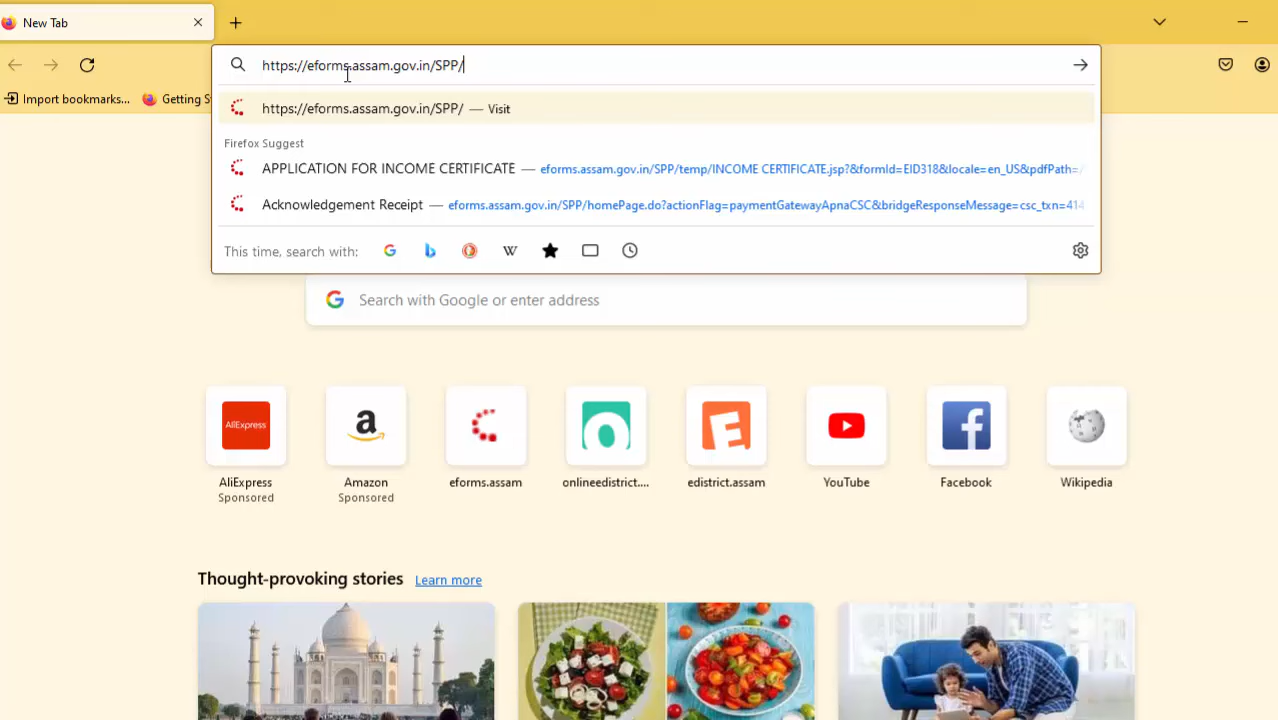 New Tab
https://eforms.assam.gov.in/SPP/
Import bookmarks...
Getting S
https://eforms.assam.gov.in/SPP/ — Visit
Firefox Suggest
APPLICATION FOR INCOME CERTIFICATE — eforms.assam.gov.in/SPP/temp/INCOME CERTIFICATE.jsp?&formId=EID318&locale=en_US&pdfPath=/
Acknowledgement Receipt — eforms.assam.gov.in/SPP/homePage.do?actionFlag=paymentGatewayApnaCSC&bridgeResponseMessage=csc_txn=414
This time, search with:
W
Search with Google or enter address
AliExpress
a
AliExpress
Sponsored
Amazon
Sponsored
eforms.assam
onlineedistrict....
edistrict.assam
YouTube
Facebook
Wikipedia
Thought-provoking stories Learn more